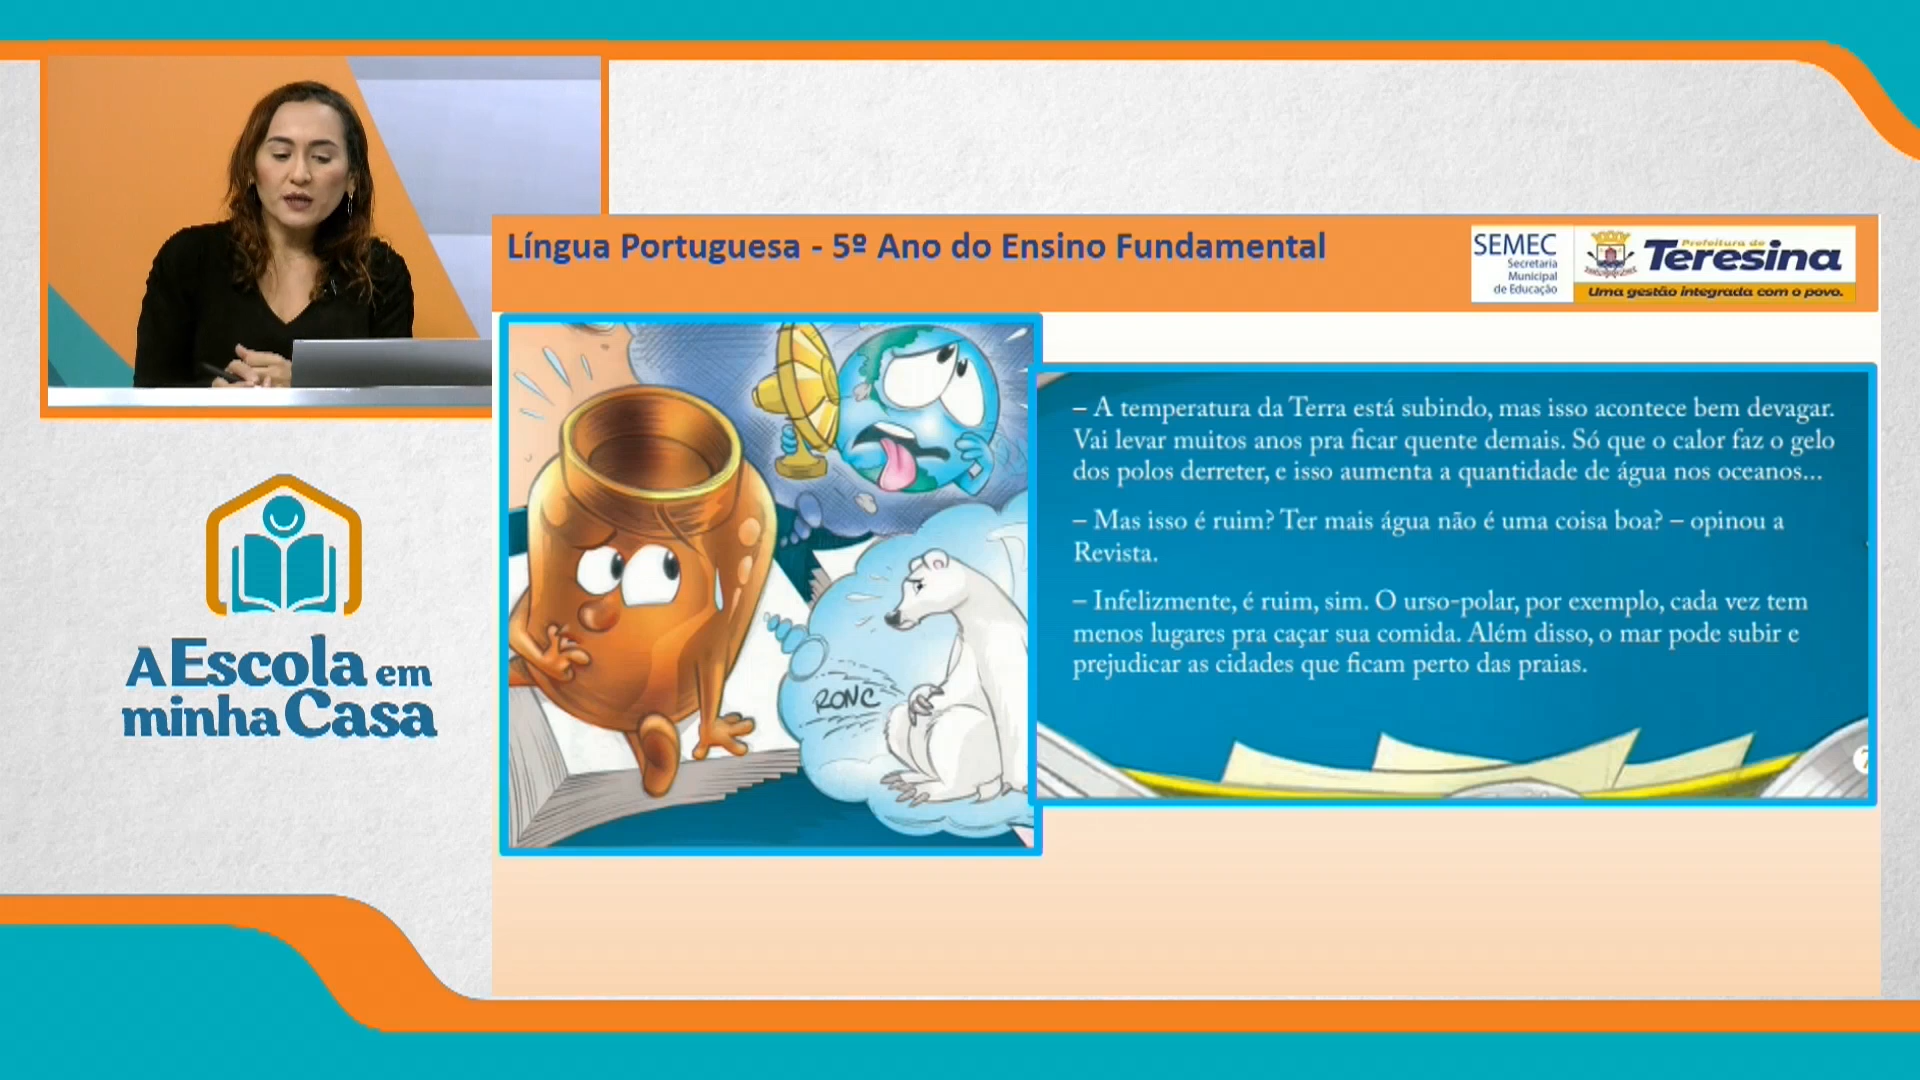 Língua Portuguesa - 5º Ano do Ensino Fundamental
SEMEC
Secretaria
Municipal
de Educação
Prefeitura de
Teresina
Uma gestão integrada com o povo.
– A temperatura da Terra está subindo, mas isso acontece bem devagar.
Vai levar muitos anos pra ficar quente demais. Só que o calor faz o gelo
dos polos derreter, e isso aumenta a quantidade de água nos oceanos...
– Mas isso é ruim? Ter mais água não é uma coisa boa? – opinou a
Revista.
– Infelizmente, é ruim, sim. O urso-polar, por exemplo, cada vez tem
menos lugares pra caçar sua comida. Além disso, o mar pode subir e
prejudicar as cidades que ficam perto das praias.
RONC
7
A Escola em
minha Casa